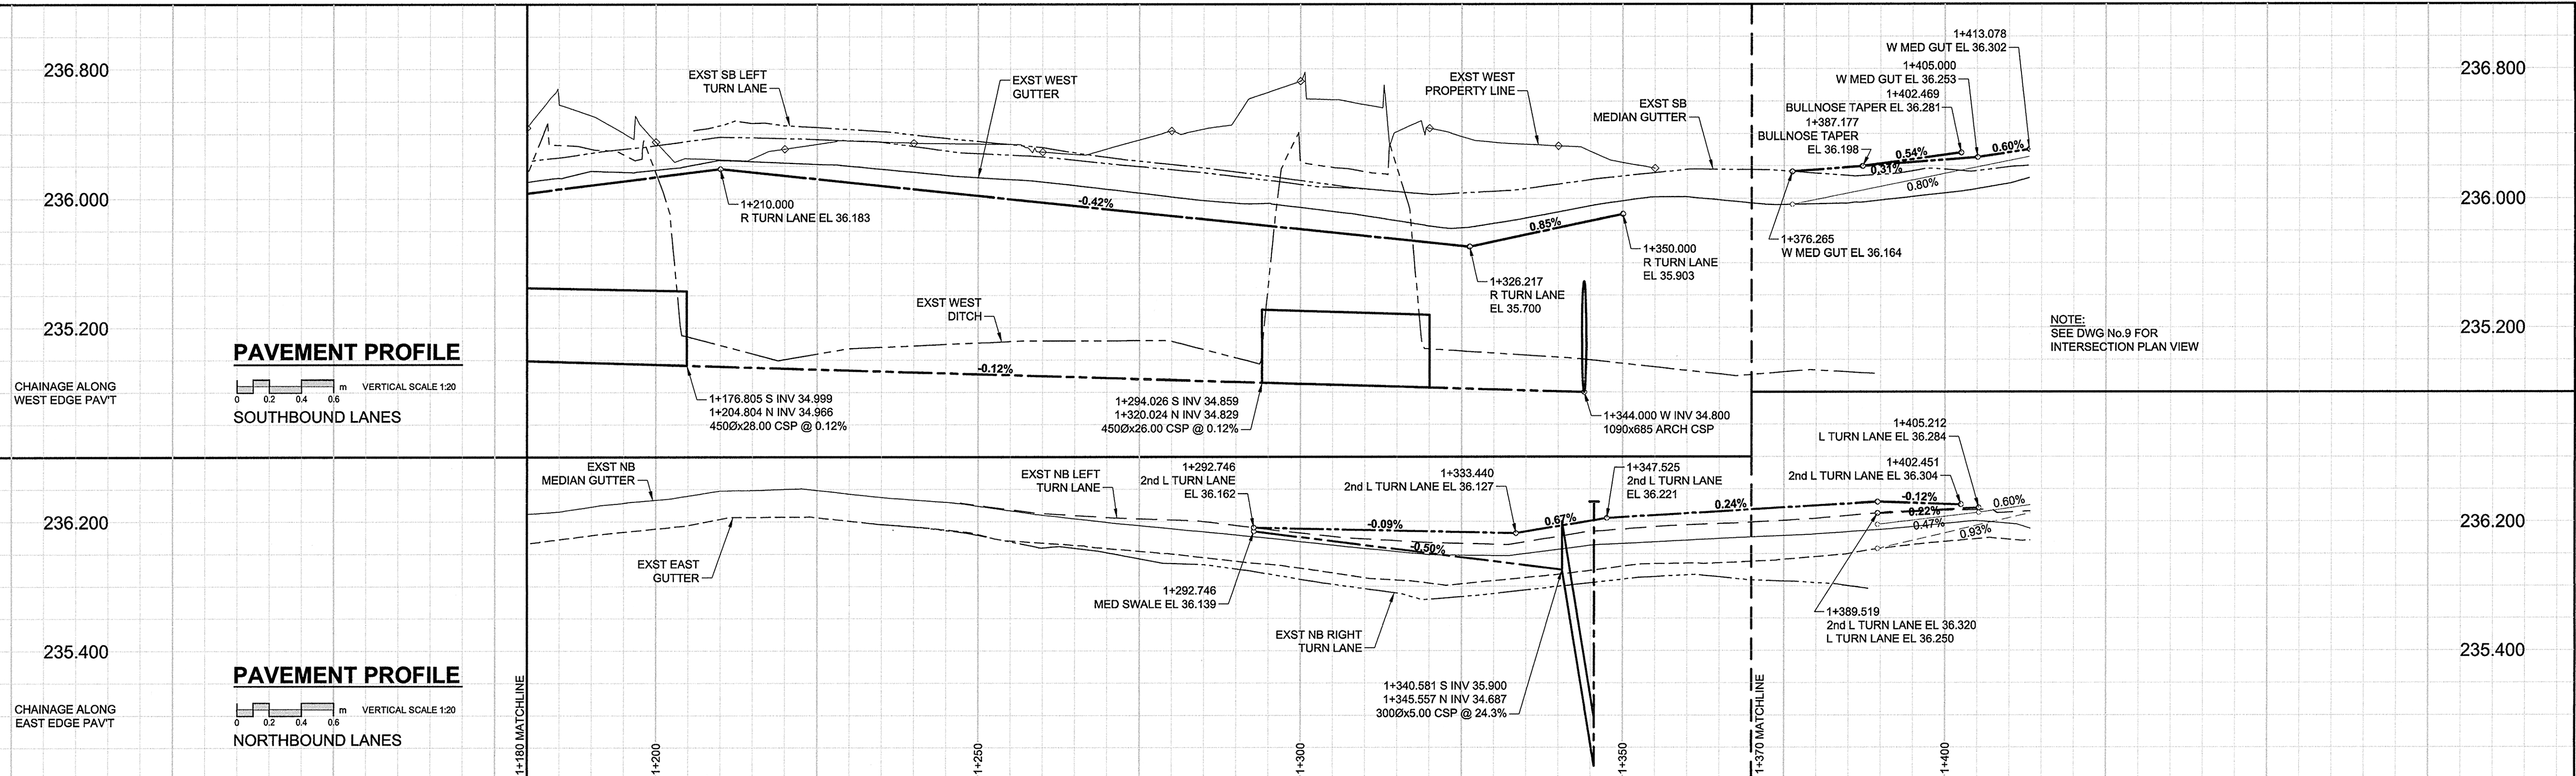 236.800
236.000
235.200
PAVEMENT PROFILE
0 0.2 0.4 0.6 m VERTICAL SCALE 1:20
SOUTHBOUND LANES
CHAINAGE ALONG
WEST EDGE PAV'T
EXST SB LEFT
TURN LANE
EXST WEST
GUTTER
EXST WEST
PROPERTY LINE
EXST SB
MEDIAN GUTTER
1+210.000
R TURN LANE EL 36.183
-0.42%
0.85%
1+326.217
R TURN LANE
EL 35.700
1+350.000
R TURN LANE
EL 35.903
EXST WEST
DITCH
-0.12%
1+176.805 S INV 34.999
1+204.804 N INV 34.966
450Øx28.00 CSP @ 0.12%
1+294.026 S INV 34.859
1+320.024 N INV 34.829
450Øx26.00 CSP @ 0.12%
1+344.000 W INV 34.800
1090x685 ARCH CSP
1+413.078
W MED GUT EL 36.302
1+405.000
W MED GUT EL 36.253
1+402.469
BULLNOSE TAPER EL 36.281
1+387.177
BULLNOSE TAPER
EL 36.198
0.54%
0.31%
0.60%
0.80%
1+376.265
W MED GUT EL 36.164
236.800
236.000
235.200
NOTE:
SEE DWG No.9 FOR
INTERSECTION PLAN VIEW
236.200
235.400
PAVEMENT PROFILE
0 0.2 0.4 0.6 m VERTICAL SCALE 1:20
NORTHBOUND LANES
CHAINAGE ALONG
EAST EDGE PAV'T
EXST NB
MEDIAN GUTTER
EXST EAST
GUTTER
EXST NB LEFT
TURN LANE
1+292.746
2nd L TURN LANE
EL 36.162
1+333.440
2nd L TURN LANE EL 36.127
1+347.525
2nd L TURN LANE
EL 36.221
-0.09%
0.67%
0.24%
-0.50%
1+292.746
MED SWALE EL 36.139
EXST NB RIGHT
TURN LANE
1+340.581 S INV 35.900
1+345.557 N INV 34.687
300Øx5.00 CSP @ 24.3%
1+405.212
L TURN LANE EL 36.284
1+402.451
2nd L TURN LANE EL 36.304
-0.12%
0.60%
0.22%
0.47%
0.93%
1+389.519
2nd L TURN LANE EL 36.320
L TURN LANE EL 36.250
236.200
235.400
1+180 MATCHLINE
1+200
1+250
1+300
1+350
1+370 MATCHLINE
1+400